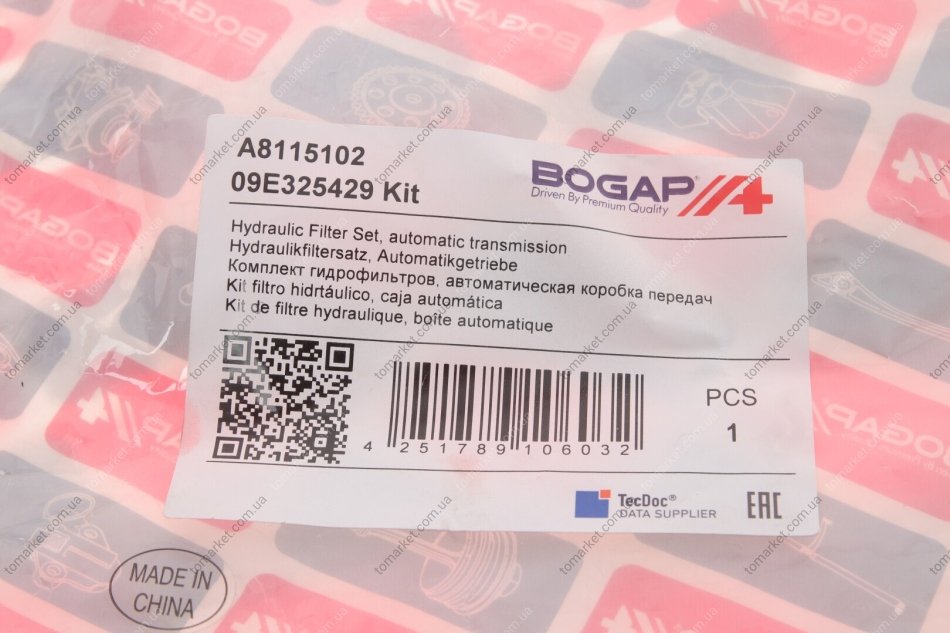 A8115102
09E325429 Kit
BOGAP
Driven By Premium Quality
Hydraulic Filter Set, automatic transmission
Hydraulikfiltersatz, Automatikgetriebe
Комплект гидрофильтров, автоматическая коробка передач
Kit filtro hidrtáulico, caja automática
Kit de filtre hydraulique, boîte automatique
4 251789 106032
PCS
1
TecDoc®
DATA SUPPLIER
EAC
MADE IN
CHINA
BOGAP
tomarket.com.ua